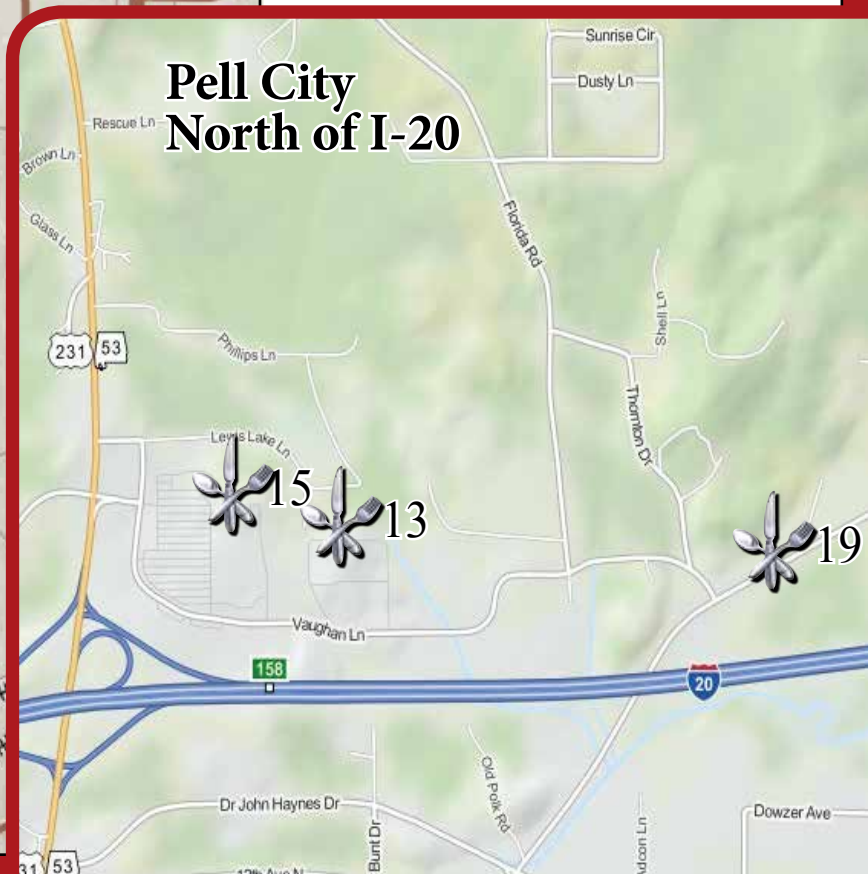 Pell City
North of I-20
Sunrise Cir
Dusty Ln
Rescue Ln
Brown Ln
Glass Ln
Florida Rd
Shell Ln
231
53
Phillips Ln
Thornton Dr
Lewis Lake Ln
15
13
19
Vaughan Ln
158
20
Old Polk Rd
Dr John Haynes Dr
Bunt Dr
Dowzer Ave
53